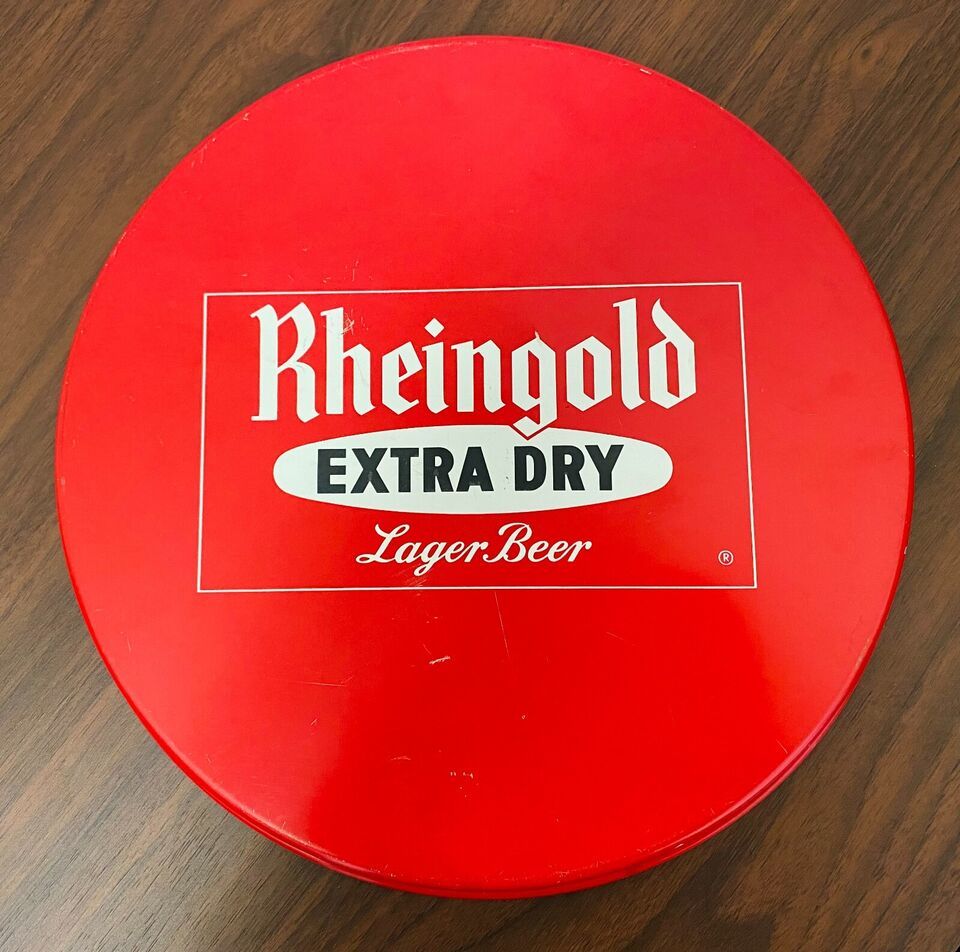 Rheingold
EXTRA DRY
Lager Beer
®